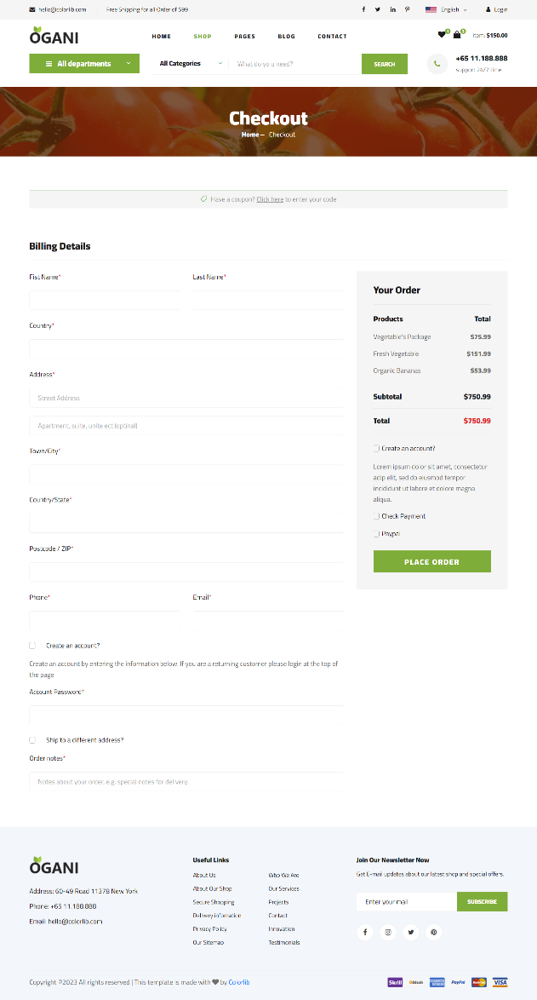 hello@colorlib.com Free Shipping for all Order of $99 English Login
OGANI HOME SHOP PAGES BLOG CONTACT 1 3 item: $150.00
All departments All Categories What do yo u need? SEARCH +65 11.188.888
support 24/7 time
Checkout
Home – Checkout
Have a coupon? Click here to enter your code
Billing Details
Fist Name* Last Name*
Country*
Address*
Street Address
Apartment, suite, unite ect (optinal)
Town/City*
Country/State*
Postcode / ZIP*
Phone* Email*
Create an account?
Create an account by entering the information below. If you are a returning customer please login at the top of
the page
Account Password*
Ship to a different address?
Order notes*
Notes about your order, e.g. special notes for delivery.
Your Order
Products Total
Vegetable's Package $75.99
Fresh Vegetable $151.99
Organic Bananas $53.99
Subtotal $750.99
Total $750.99
Create an account?
Lorem ipsum dolor sit amet, consectetur
adip elit, sed do eiusmod tempor
incididunt ut labore et dolore magna
aliqua.
Check Payment
Paypal
PLACE ORDER
OGANI
Address: 60-49 Road 11378 New York
Phone: +65 11.188.888
Email: hello@colorlib.com
Useful Links
About Us Who We Are
About Our Shop Our Services
Secure Shopping Projects
Delivery infomation Contact
Privacy Policy Innovation
Our Sitemap Testimonials
Join Our Newsletter Now
Get E-mail updates about our latest shop and special offers.
Enter your mail SUBSCRIBE
Copyright ©2023 All rights reserved | This template is made with by Colorlib
Skrill bitcoin PayPal MasterCard VISA